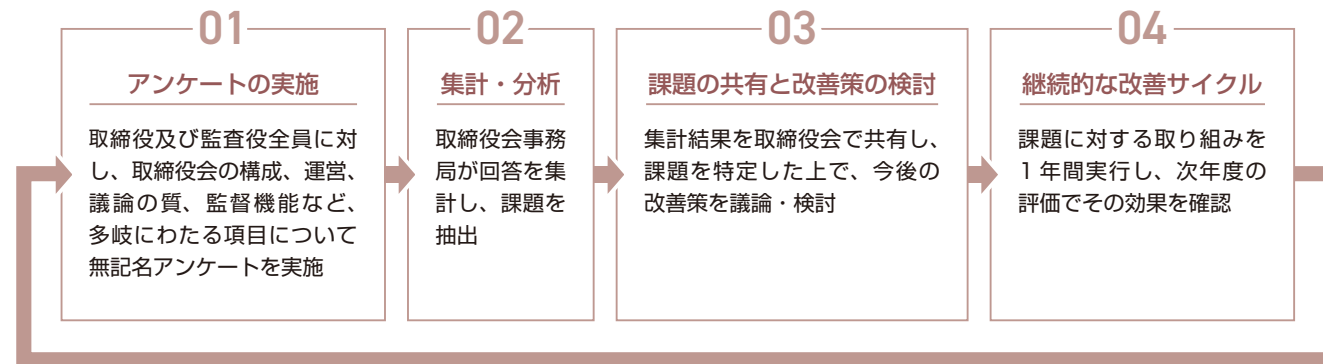 01
アンケートの実施
取締役及び監査役全員に対
し、取締役会の構成、運営、
議論の質、監督機能など、
多岐にわたる項目について
無記名アンケートを実施
02
集計・分析
取締役会事務
局が回答を集
計し、課題を
抽出
03
課題の共有と改善策の検討
集計結果を取締役会で共有し、
課題を特定した上で、今後の
改善策を議論・検討
04
継続的な改善サイクル
課題に対する取り組みを
1年間実行し、次年度の
評価でその効果を確認